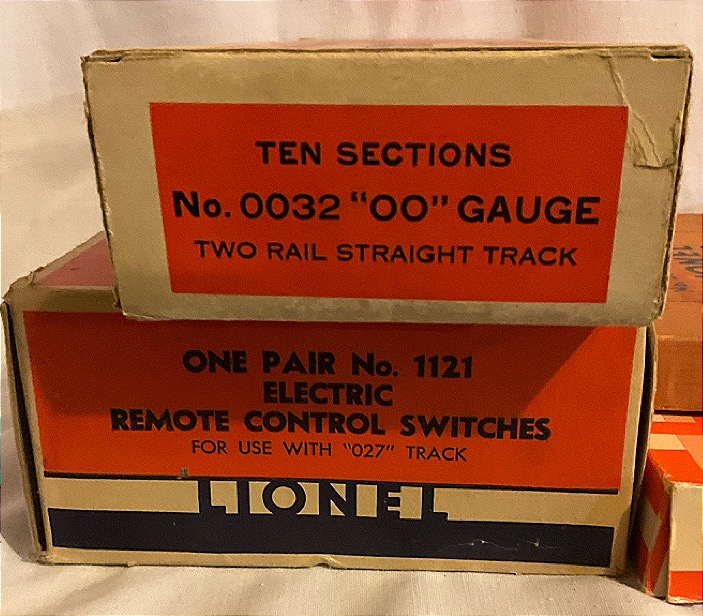 TEN SECTIONS
No. 0032 "OO" GAUGE
TWO RAIL STRAIGHT TRACK
ONE PAIR No. 1121
ELECTRIC
REMOTE CONTROL SWITCHES
FOR USE WITH "027" TRACK
LIONEL